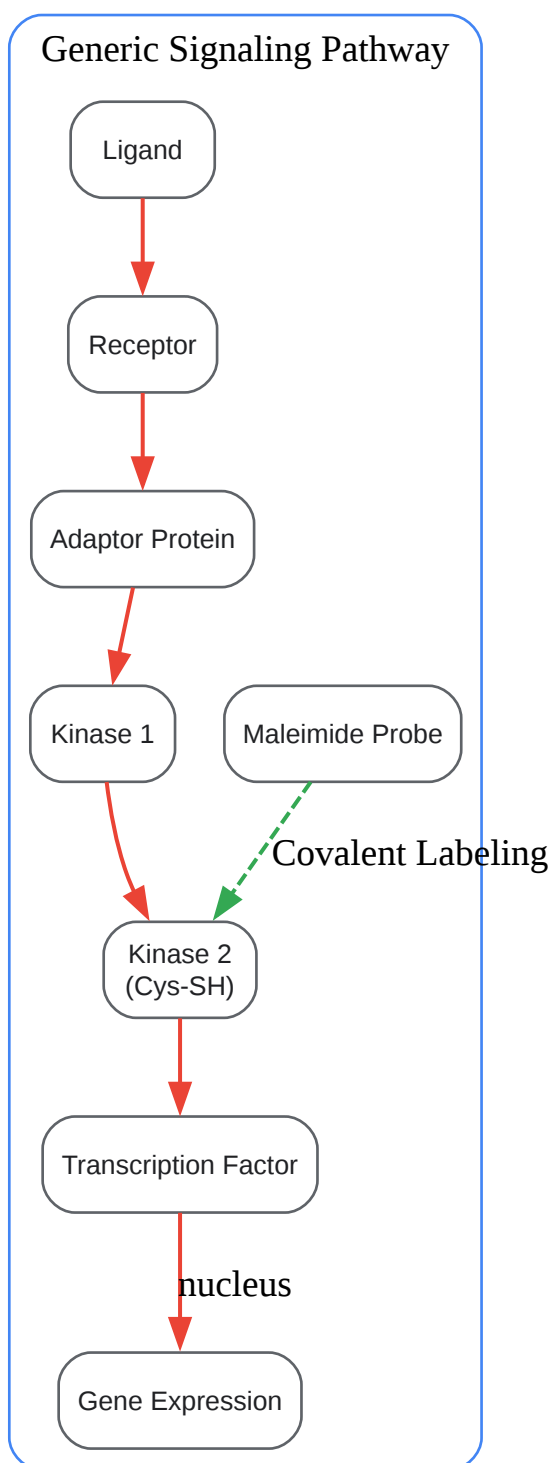 Generic Signaling Pathway
Ligand
Receptor
Adaptor Protein
Kinase 1
Maleimide Probe
Covalent Labeling
Kinase 2
(Cys-SH)
Transcription Factor
nucleus
Gene Expression